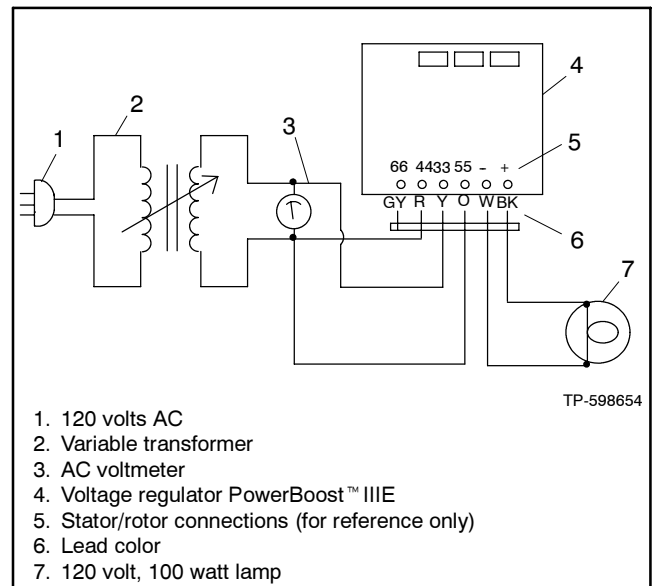 1
2
3
4
66 44 33 55 - +
5
GY R Y O W BK
6
7
TP-598654
1. 120 volts AC
2. Variable transformer
3. AC voltmeter
4. Voltage regulator PowerBoost™ IIIE
5. Stator/rotor connections (for reference only)
6. Lead color
7. 120 volt, 100 watt lamp